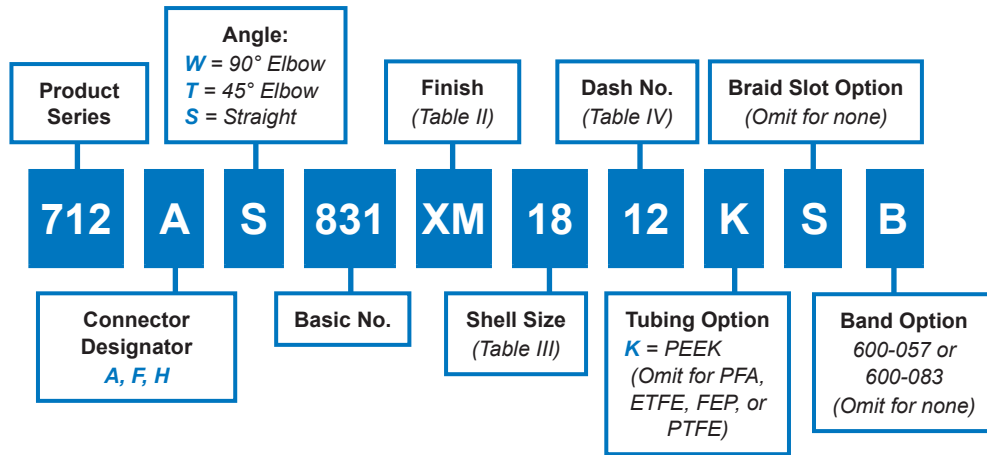 Angle:
W = 90° Elbow
T = 45° Elbow
S = Straight
Product
Series
Finish
(Table II)
Dash No.
(Table IV)
Braid Slot Option
(Omit for none)
712 A S 831 XM 18 12 K S B
Connector
Designator
A, F, H
Basic No.
Shell Size
(Table III)
Tubing Option
K = PEEK
(Omit for PFA,
ETFE, FEP, or
PTFE)
Band Option
600-057 or
600-083
(Omit for none)